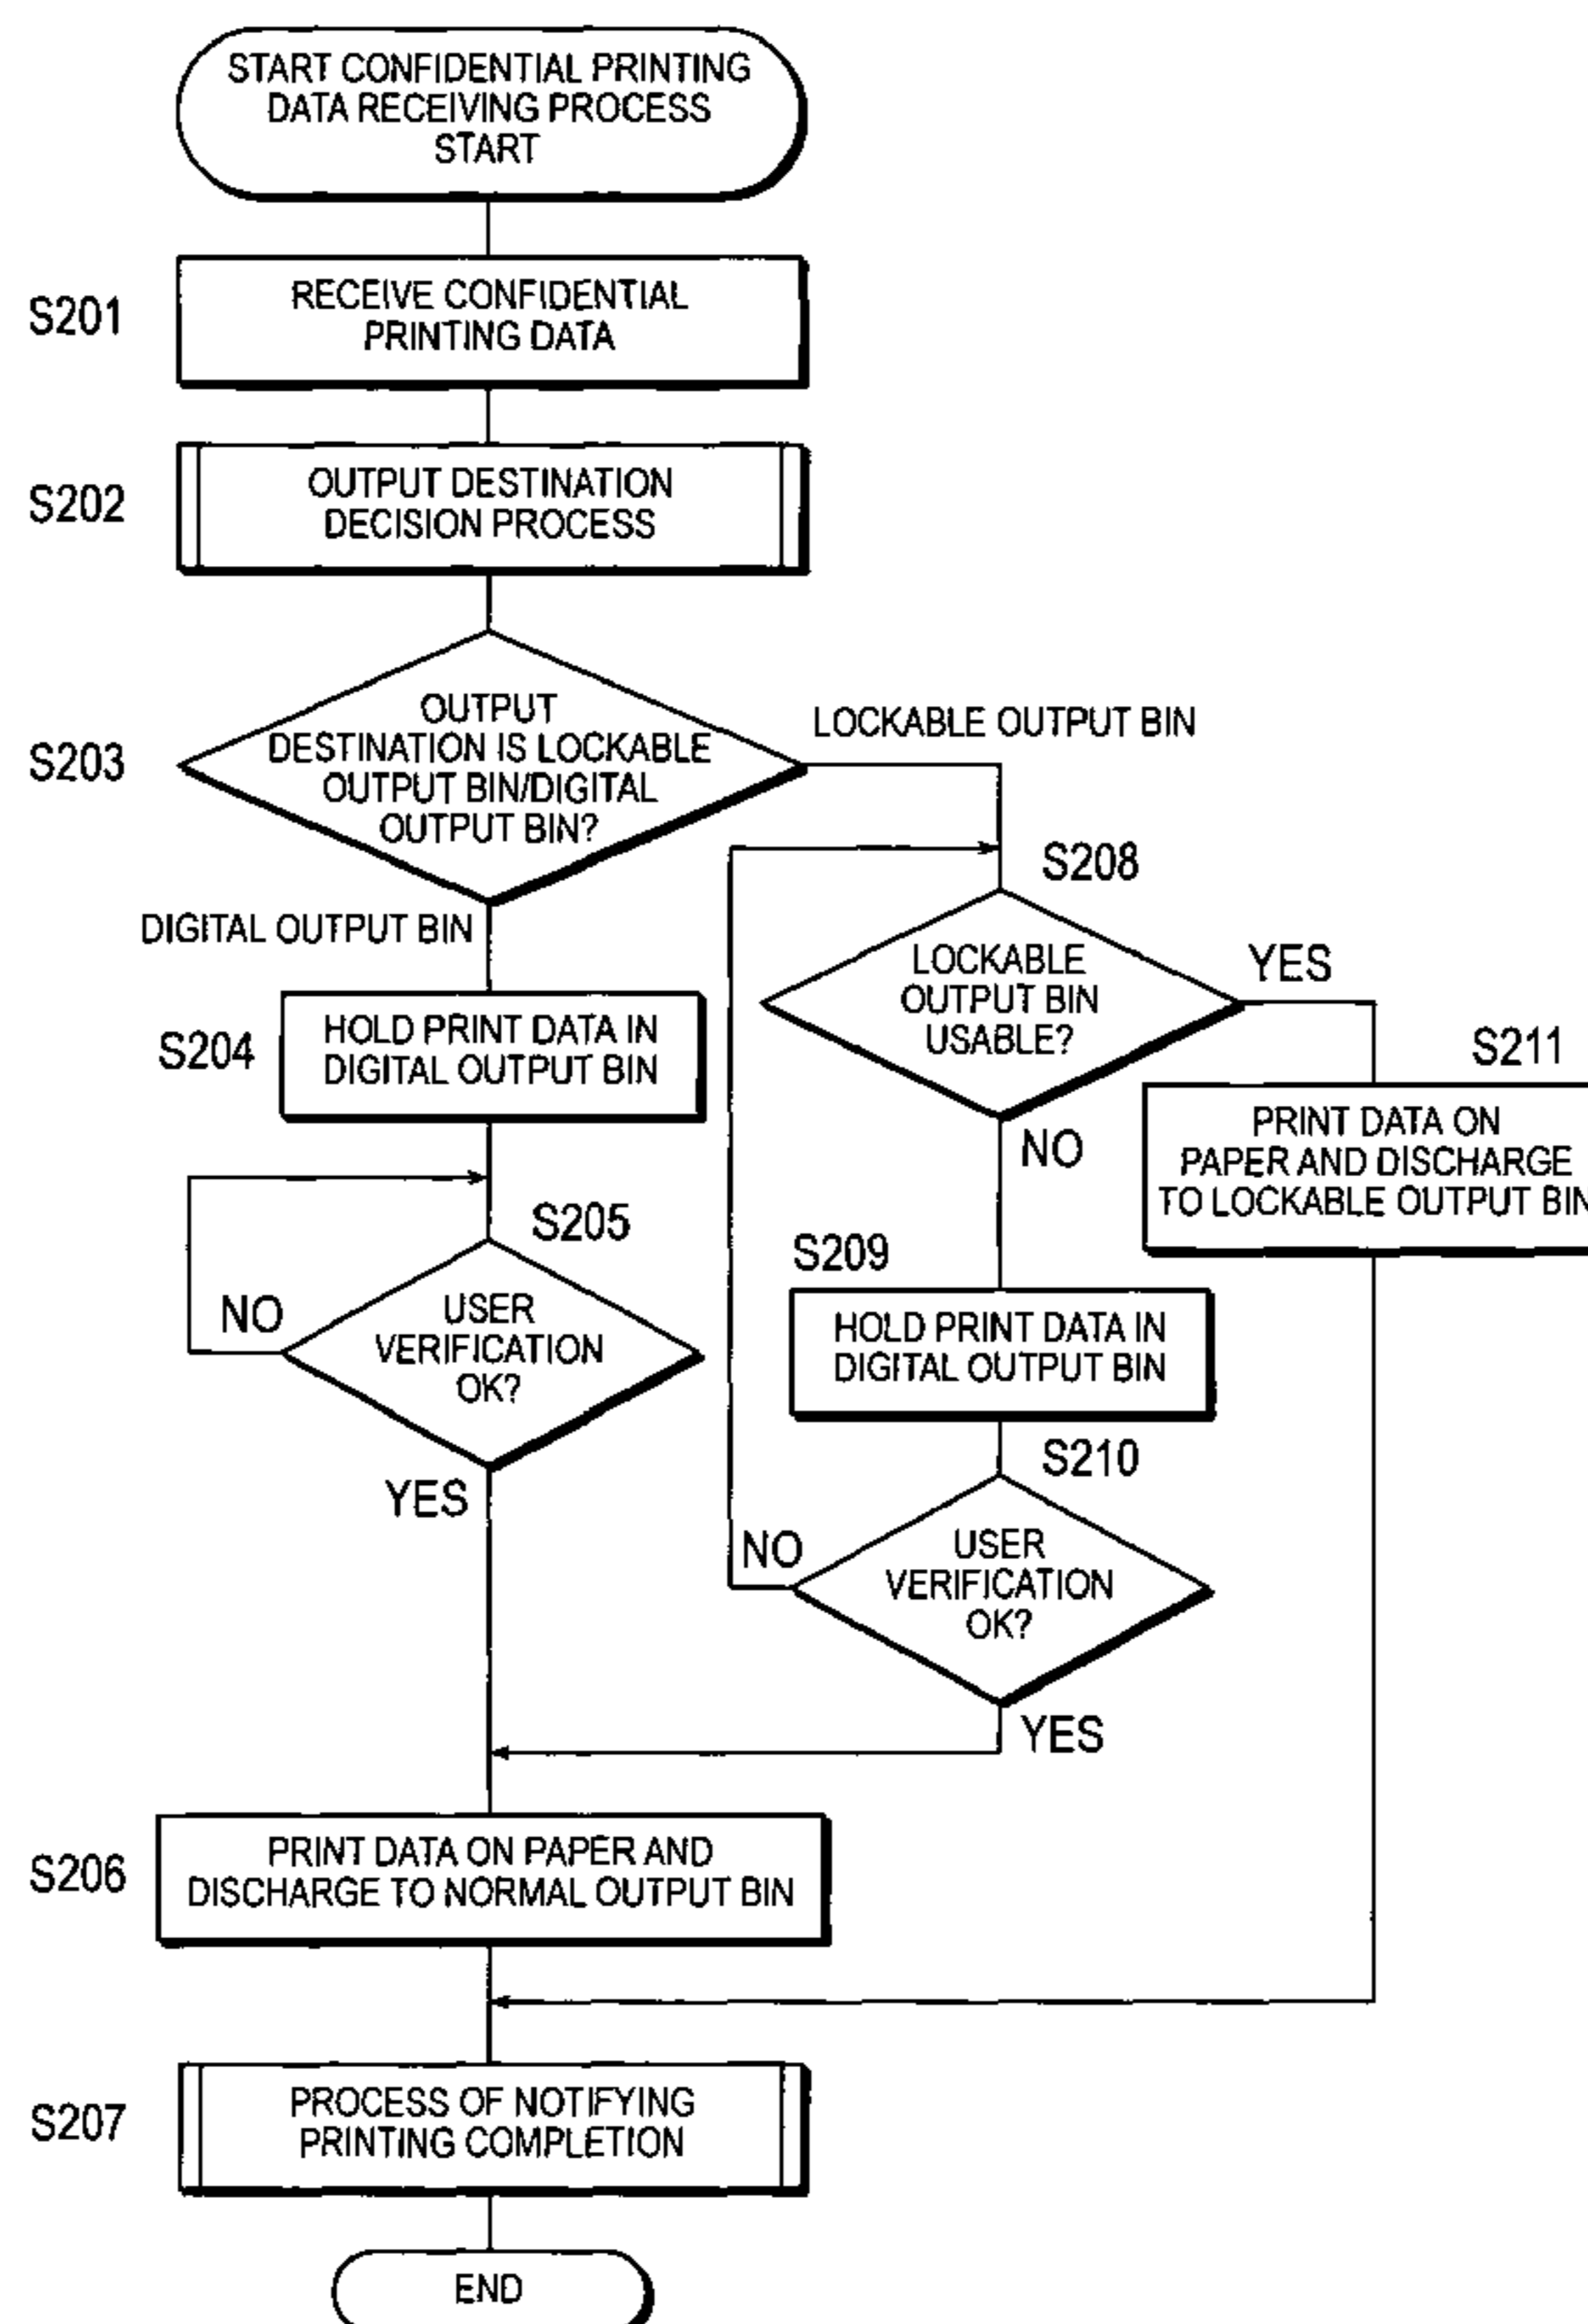 START CONFIDENTIAL PRINTING
DATA RECEIVING PROCESS
START
S201
RECEIVE CONFIDENTIAL
PRINTING DATA
S202
OUTPUT DESTINATION
DECISION PROCESS
S203
OUTPUT
DESTINATION IS LOCKABLE
OUTPUT BIN/DIGITAL
OUTPUT BIN?
LOCKABLE OUTPUT BIN
DIGITAL OUTPUT BIN
S204
HOLD PRINT DATA IN
DIGITAL OUTPUT BIN
S205
USER
VERIFICATION
OK?
NO
YES
S208
LOCKABLE
OUTPUT BIN
USABLE?
YES
NO
S211
PRINT DATA ON
PAPER AND DISCHARGE
TO LOCKABLE OUTPUT BIN
S209
HOLD PRINT DATA IN
DIGITAL OUTPUT BIN
S210
USER
VERIFICATION
OK?
NO
YES
S206
PRINT DATA ON PAPER AND
DISCHARGE TO NORMAL OUTPUT BIN
S207
PROCESS OF NOTIFYING
PRINTING COMPLETION
END